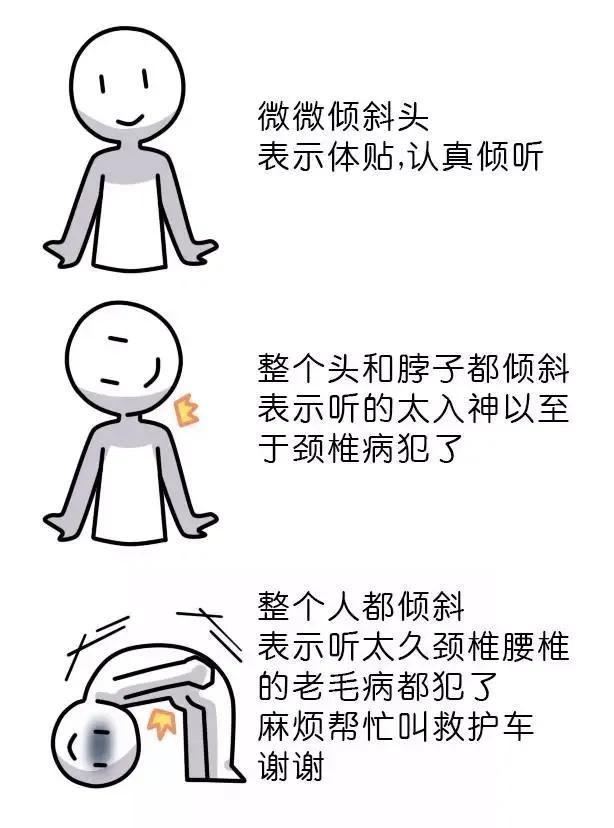 微微倾斜头
表示体贴,认真倾听
整个头和脖子都倾斜
表示听的太入神以至
于颈椎病犯了
整个人都倾斜
表示听太久颈椎腰椎
的老毛病都犯了
麻烦帮忙叫救护车
谢谢